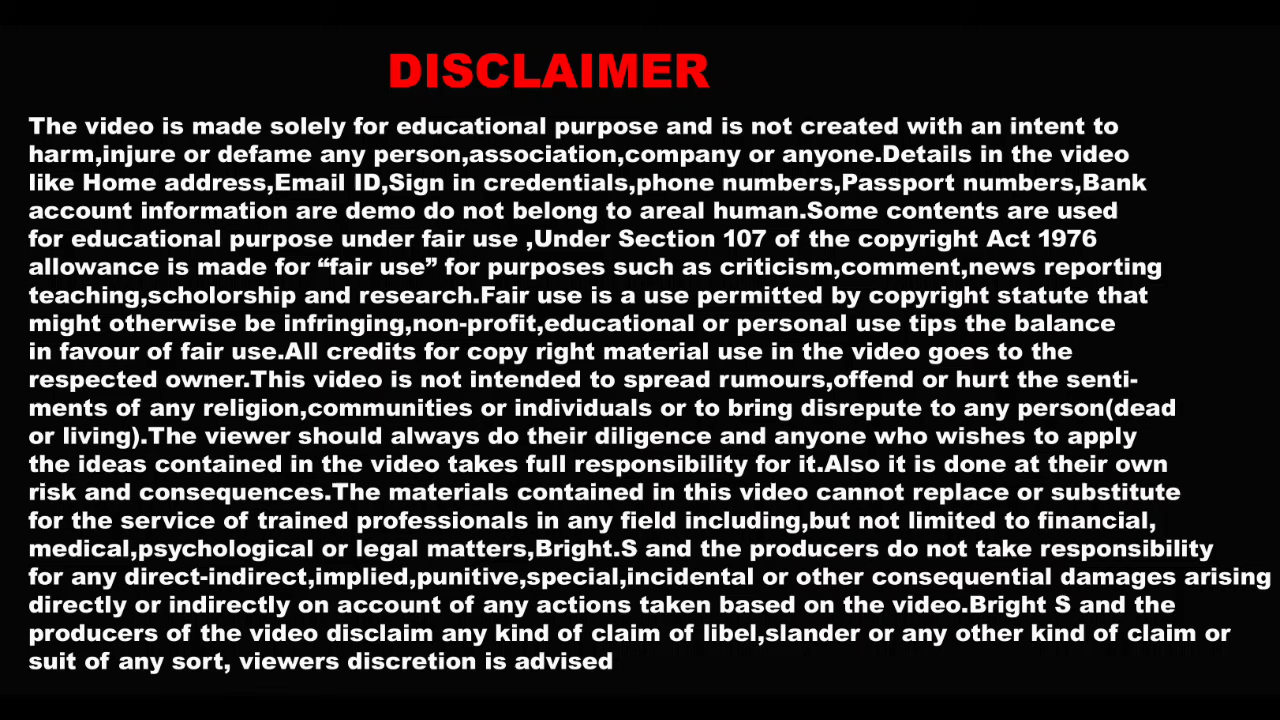 DISCLAIMER
The video is made solely for educational purpose and is not created with an intent to
harm,injure or defame any person,association,company or anyone.Details in the video
like Home address,Email ID,Sign in credentials,phone numbers,Passport numbers,Bank
account information are demo do not belong to areal human.Some contents are used
for educational purpose under fair use ,Under Section 107 of the copyright Act 1976
allowance is made for “fair use” for purposes such as criticism,comment,news reporting
teaching,scholorship and research.Fair use is a use permitted by copyright statute that
might otherwise be infringing,non-profit,educational or personal use tips the balance
in favour of fair use.All credits for copy right material use in the video goes to the
respected owner.This video is not intended to spread rumours,offend or hurt the senti-
ments of any religion,communities or individuals or to bring disrepute to any person(dead
or living).The viewer should always do their diligence and anyone who wishes to apply
the ideas contained in the video takes full responsibility for it.Also it is done at their own
risk and consequences.The materials contained in this video cannot replace or substitute
for the service of trained professionals in any field including,but not limited to financial,
medical,psychological or legal matters,Bright.S and the producers do not take responsibility
for any direct-indirect,implied,punitive,special,incidental or other consequential damages arising
directly or indirectly on account of any actions taken based on the video.Bright S and the
producers of the video disclaim any kind of claim of libel,slander or any other kind of claim or
suit of any sort, viewers discretion is advised